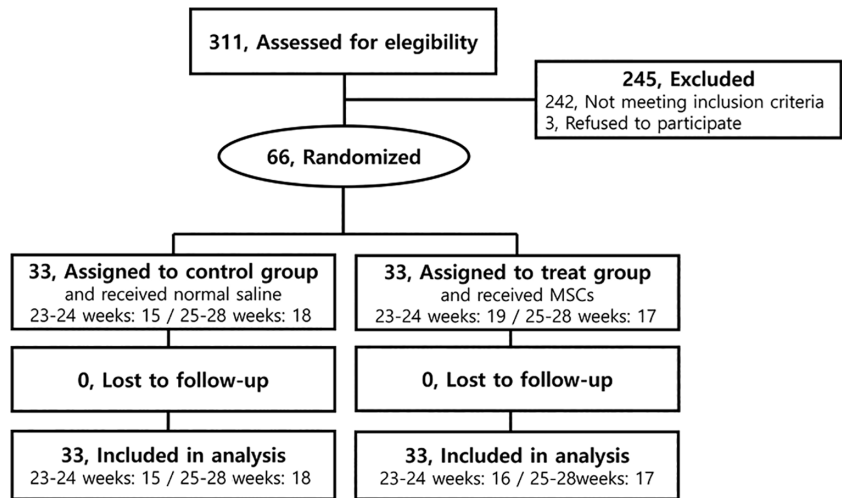 311, Assessed for elegibility
245, Excluded
242, Not meeting inclusion criteria
3, Refused to participate
66, Randomized
33, Assigned to control group
and received normal saline
23-24 weeks: 15 / 25-28 weeks: 18
33, Assigned to treat group
and received MSCs
23-24 weeks: 19 / 25-28 weeks: 17
0, Lost to follow-up
0, Lost to follow-up
33, Included in analysis
23-24 weeks: 15 / 25-28 weeks: 18
33, Included in analysis
23-24 weeks: 16 / 25-28weeks: 17